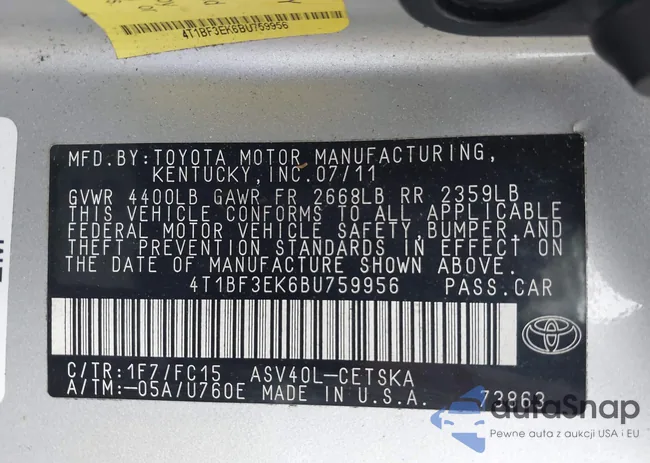 4T1BF3EK6BU759956
MFD.BY:TOYOTA MOTOR MANUFACTURING,
KENTUCKY,INC.07/11
GVWR 4400LB GAWR FR 2668LB RR 2359LB
THIS VEHICLE CONFORMS TO ALL APPLICABLE
FEDERAL MOTOR VEHICLE SAFETY,BUMPER,AND
THEFT PREVENTION STANDARDS IN EFFECT ON
THE DATE OF MANUFACTURE SHOWN ABOVE.
4T1BF3EK6BU759956 PASS.CAR
C/TR:1F7/FC15 ASV40L-CETSKA
A/TM:-05A/U760E MADE IN U.S.A. 73863
autoSnap
Pewne auta z aukcji USA i EU